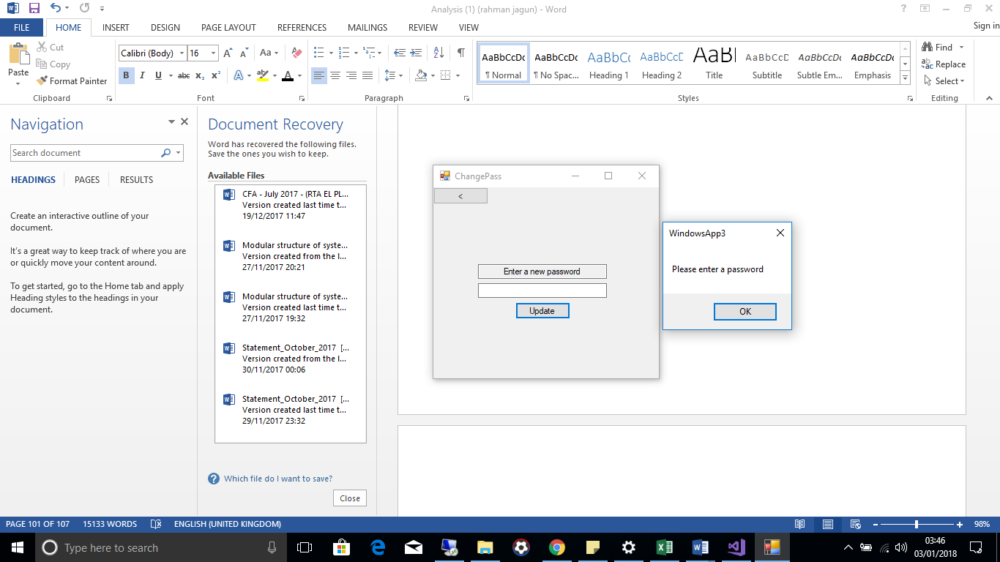 Analysis (1) (rahman jagun) - Word
FILE HOME INSERT DESIGN PAGE LAYOUT REFERENCES MAILINGS REVIEW VIEW Sign in
Paste
Cut
Copy
Format Painter
Clipboard
Calibri (Body) 16
Font
Paragraph
AaBbCcDc AaBbCcDc AaBbCc AaBbCcD AaBl AaBbCcD AaBbCcDc AaBbCcDc
¶ Normal ¶ No Spac... Heading 1 Heading 2 Title Subtitle Subtle Em... Emphasis
Styles
Find
Replace
Select
Editing
Navigation
Search document
HEADINGS PAGES RESULTS
Create an interactive outline of your
document.
It's a great way to keep track of where you are
or quickly move your content around.
To get started, go to the Home tab and apply
Heading styles to the headings in your
document.
Document Recovery
Word has recovered the following files.
Save the ones you wish to keep.
Available Files
CFA - July 2017 - (RTA EL PL...
Version created last time t...
19/12/2017 11:47
Modular structure of syste...
Version created from the l...
27/11/2017 20:21
Modular structure of syste...
Version created last time t...
27/11/2017 19:32
Statement_October_2017 [...
Version created from the l...
30/11/2017 00:06
Statement_October_2017 [...
Version created last time t...
29/11/2017 23:32
Which file do I want to save?
Close
ChangePass
<
Enter a new password
Update
WindowsApp3
Please enter a password
OK
PAGE 101 OF 107 15133 WORDS ENGLISH (UNITED KINGDOM) 98%
Type here to search
03:46
03/01/2018